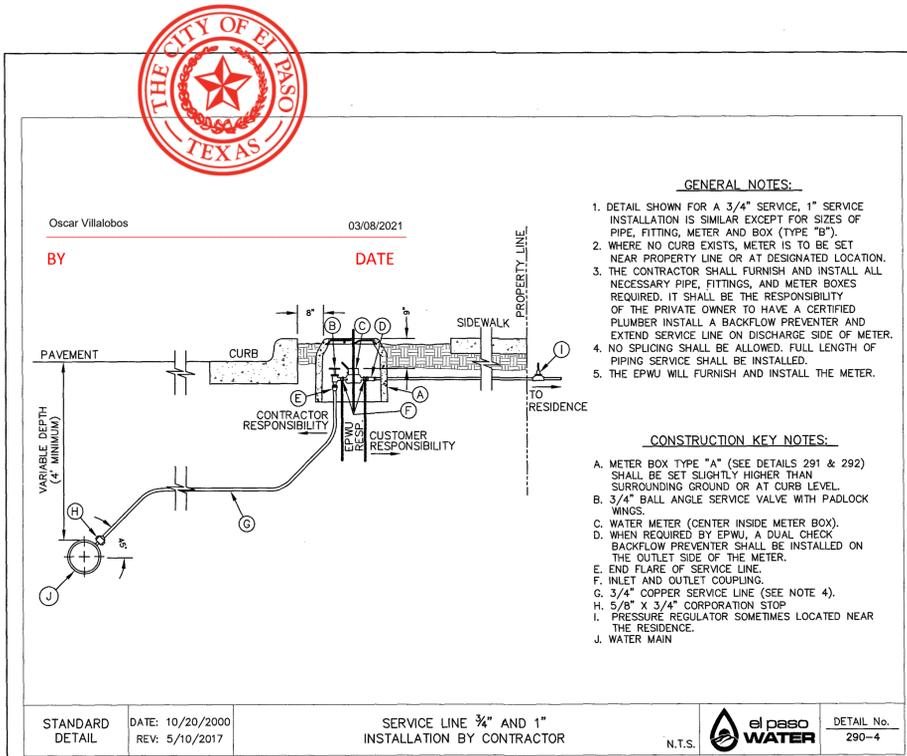 THE CITY OF EL PASO
TEXAS
Oscar Villalobos 03/08/2021
BY DATE
GENERAL NOTES:
1. DETAIL SHOWN FOR A 3/4" SERVICE, 1" SERVICE
INSTALLATION IS SIMILAR EXCEPT FOR SIZES OF
PIPE, FITTING, METER AND BOX (TYPE "B").
2. WHERE NO CURB EXISTS, METER IS TO BE SET
NEAR PROPERTY LINE OR AT DESIGNATED LOCATION.
3. THE CONTRACTOR SHALL FURNISH AND INSTALL ALL
NECESSARY PIPE, FITTINGS, AND METER BOXES
REQUIRED. IT SHALL BE THE RESPONSIBILITY
OF THE PRIVATE OWNER TO HAVE A CERTIFIED
PLUMBER INSTALL A BACKFLOW PREVENTER AND
EXTEND SERVICE LINE ON DISCHARGE SIDE OF METER.
4. NO SPLICING SHALL BE ALLOWED. FULL LENGTH OF
PIPING SERVICE SHALL BE INSTALLED.
5. THE EPWU WILL FURNISH AND INSTALL THE METER.
PROPERTY LINE
8"
6"
B
C
D
SIDEWALK
PAVEMENT
CURB
I
E
A
TO
RESIDENCE
F
CONTRACTOR
RESPONSIBILITY
EPWU
RESP.
CUSTOMER
RESPONSIBILITY
VARIABLE DEPTH
(4' MINIMUM)
H
G
45°
J
CONSTRUCTION KEY NOTES:
A. METER BOX TYPE "A" (SEE DETAILS 291 & 292)
SHALL BE SET SLIGHTLY HIGHER THAN
SURROUNDING GROUND OR AT CURB LEVEL.
B. 3/4" BALL ANGLE SERVICE VALVE WITH PADLOCK
WINGS.
C. WATER METER (CENTER INSIDE METER BOX).
D. WHEN REQUIRED BY EPWU, A DUAL CHECK
BACKFLOW PREVENTER SHALL BE INSTALLED ON
THE OUTLET SIDE OF THE METER.
E. END FLARE OF SERVICE LINE.
F. INLET AND OUTLET COUPLING.
G. 3/4" COPPER SERVICE LINE (SEE NOTE 4).
H. 5/8" X 3/4" CORPORATION STOP
I. PRESSURE REGULATOR SOMETIMES LOCATED NEAR
THE RESIDENCE.
J. WATER MAIN
STANDARD
DETAIL
DATE: 10/20/2000
REV: 5/10/2017
SERVICE LINE ¾" AND 1"
INSTALLATION BY CONTRACTOR
N.T.S.
el paso
WATER
DETAIL No.
290-4